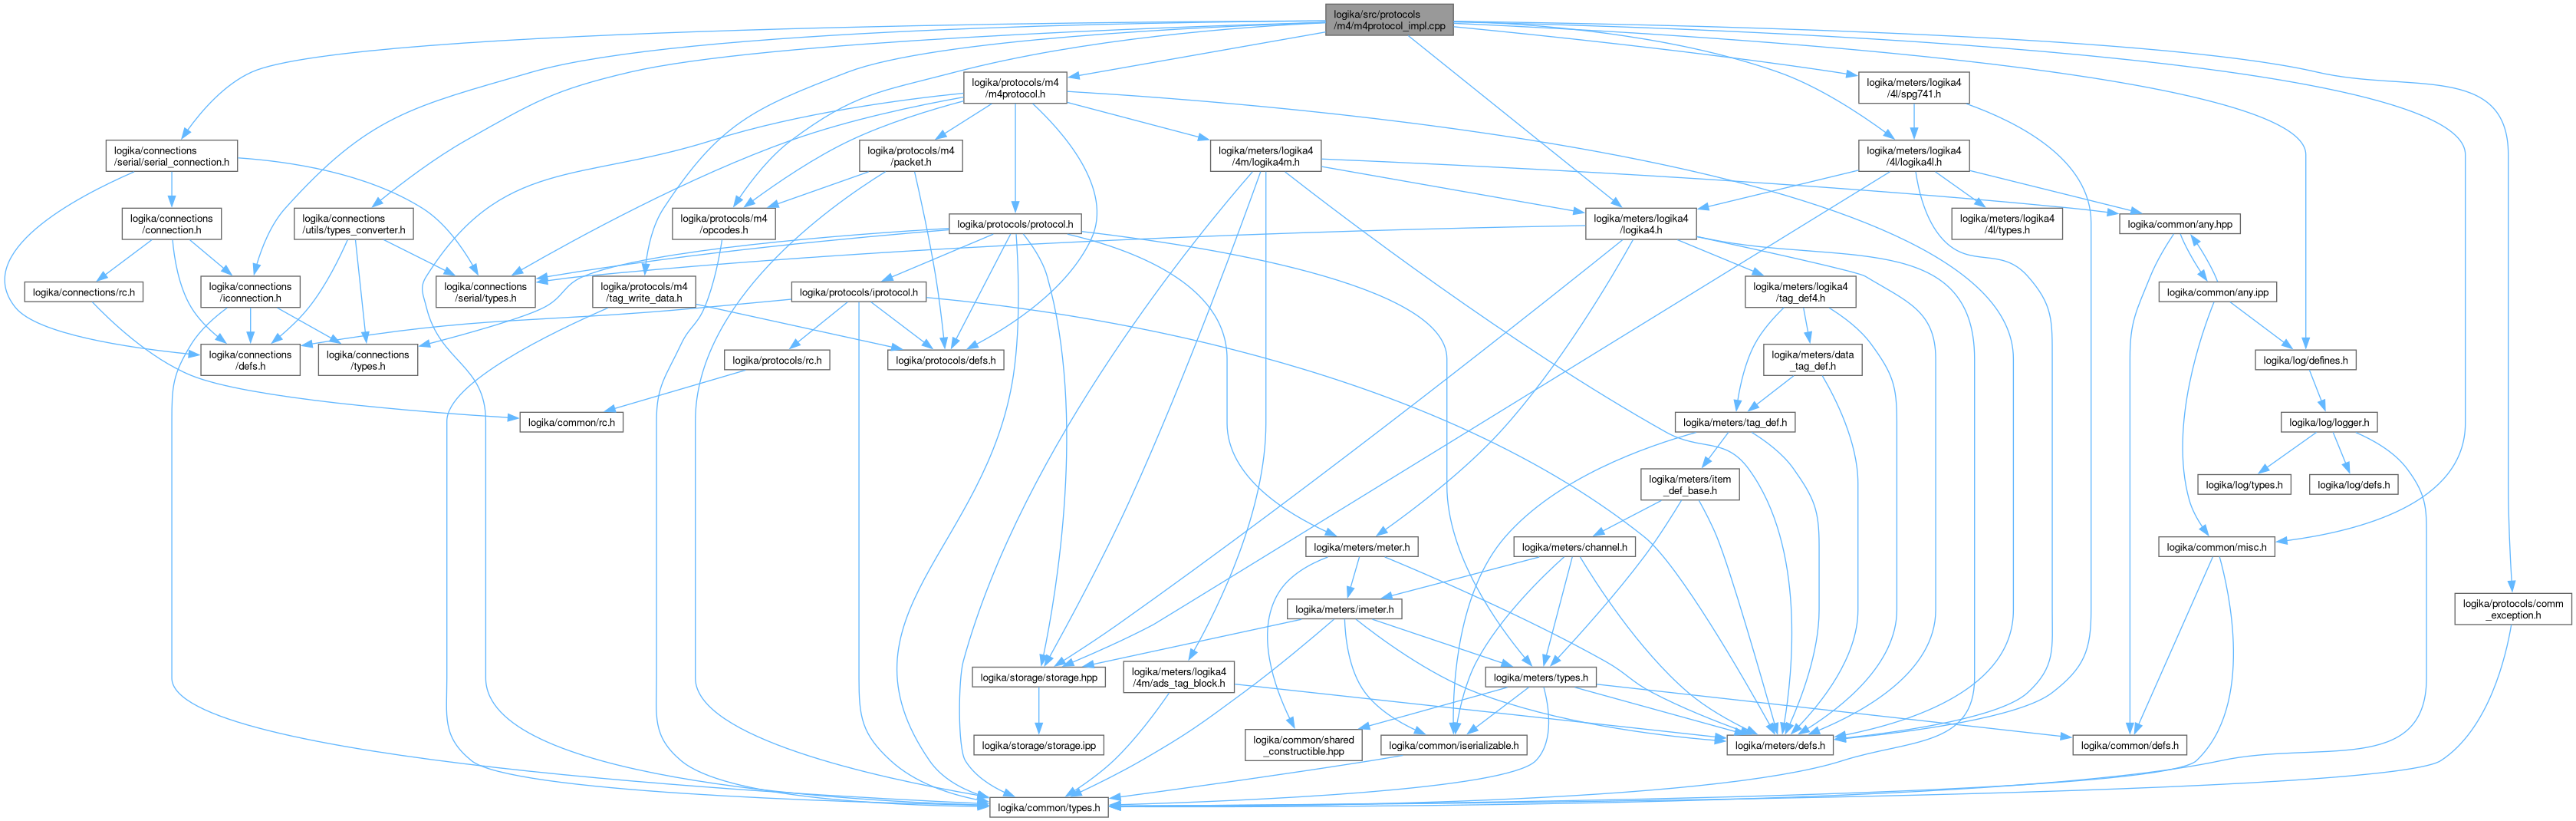 logika/src/protocols
/m4/m4protocol_impl.cpp
logika/protocols/m4
/m4protocol.h
logika/meters/logika4
/4l/spg741.h
logika/connections
/serial/serial_connection.h
logika/protocols/m4
/packet.h
logika/meters/logika4
/4m/logika4m.h
logika/meters/logika4
/4l/logika4l.h
logika/connections
/connection.h
logika/connections
/utils/types_converter.h
logika/protocols/m4
/opcodes.h
logika/protocols/protocol.h
logika/meters/logika4
/logika4.h
logika/meters/logika4
/4l/types.h
logika/common/any.hpp
logika/connections/rc.h
logika/connections
/iconnection.h
logika/connections
/serial/types.h
logika/protocols/m4
/tag_write_data.h
logika/protocols/iprotocol.h
logika/meters/logika4
/tag_def4.h
logika/common/any.ipp
logika/connections
/defs.h
logika/connections
/types.h
logika/protocols/rc.h
logika/protocols/defs.h
logika/meters/data
_tag_def.h
logika/log/defines.h
logika/common/rc.h
logika/meters/tag_def.h
logika/log/logger.h
logika/meters/item
_def_base.h
logika/log/types.h
logika/log/defs.h
logika/meters/meter.h
logika/meters/channel.h
logika/common/misc.h
logika/meters/imeter.h
logika/protocols/comm
_exception.h
logika/storage/storage.hpp
logika/meters/logika4
/4m/ads_tag_block.h
logika/meters/types.h
logika/storage/storage.ipp
logika/common/shared
_constructible.hpp
logika/common/iserializable.h
logika/meters/defs.h
logika/common/defs.h
logika/common/types.h